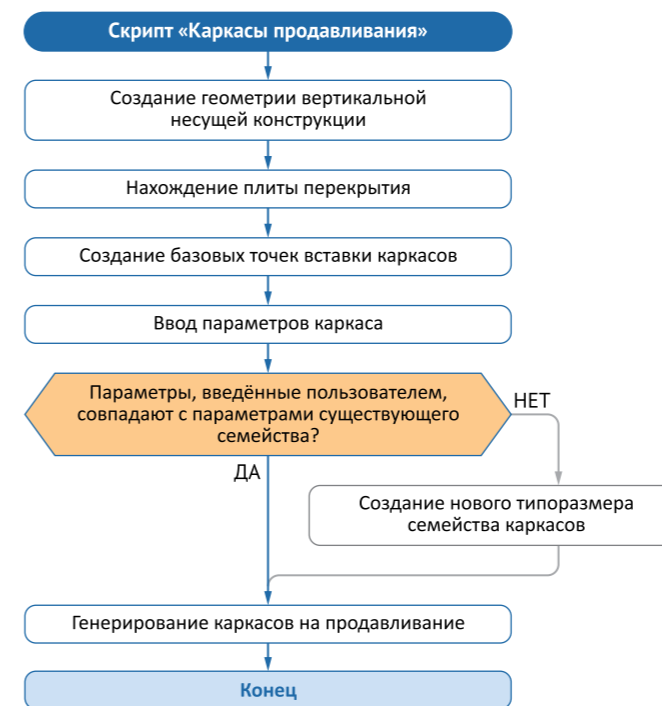 Скрипт «Каркасы продавливания»
Создание геометрии вертикальной
несущей конструкции
Нахождение плиты перекрытия
Создание базовых точек вставки каркасов
Ввод параметров каркаса
Параметры, введённые пользователем,
совпадают с параметрами существующего
семейства?
НЕТ
ДА
Создание нового типоразмера
семейства каркасов
Генерирование каркасов на продавливание
Конец